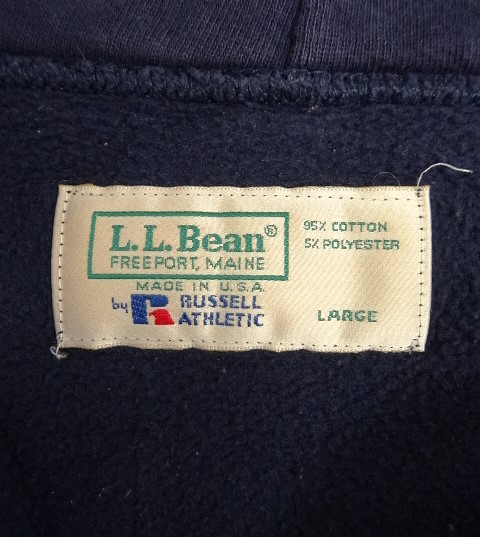 L.L.Bean®
FREEPORT, MAINE
MADE IN U.S.A.
by R RUSSELL
ATHLETIC
95% COTTON
5% POLYESTER
LARGE